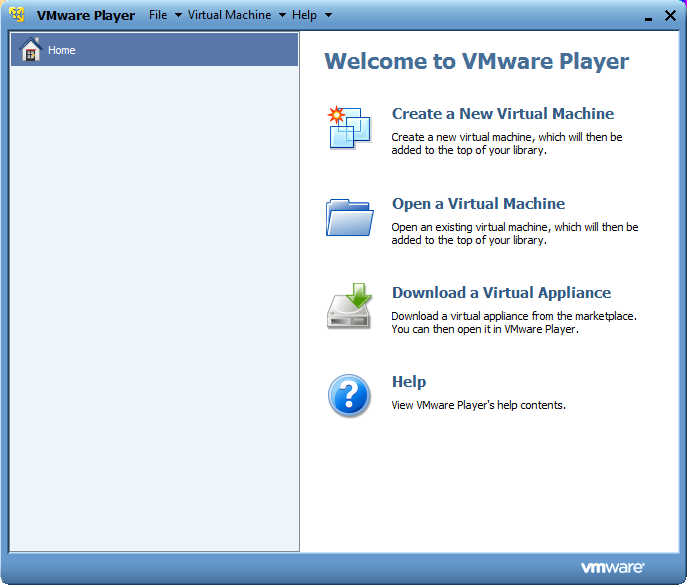 VMware Player File Virtual Machine Help
Home
Welcome to VMware Player
Create a New Virtual Machine
Create a new virtual machine, which will then be
added to the top of your library.
Open a Virtual Machine
Open an existing virtual machine, which will then be
added to the top of your library.
Download a Virtual Appliance
Download a virtual appliance from the marketplace.
You can then open it in VMware Player.
Help
View VMware Player's help contents.
vmware